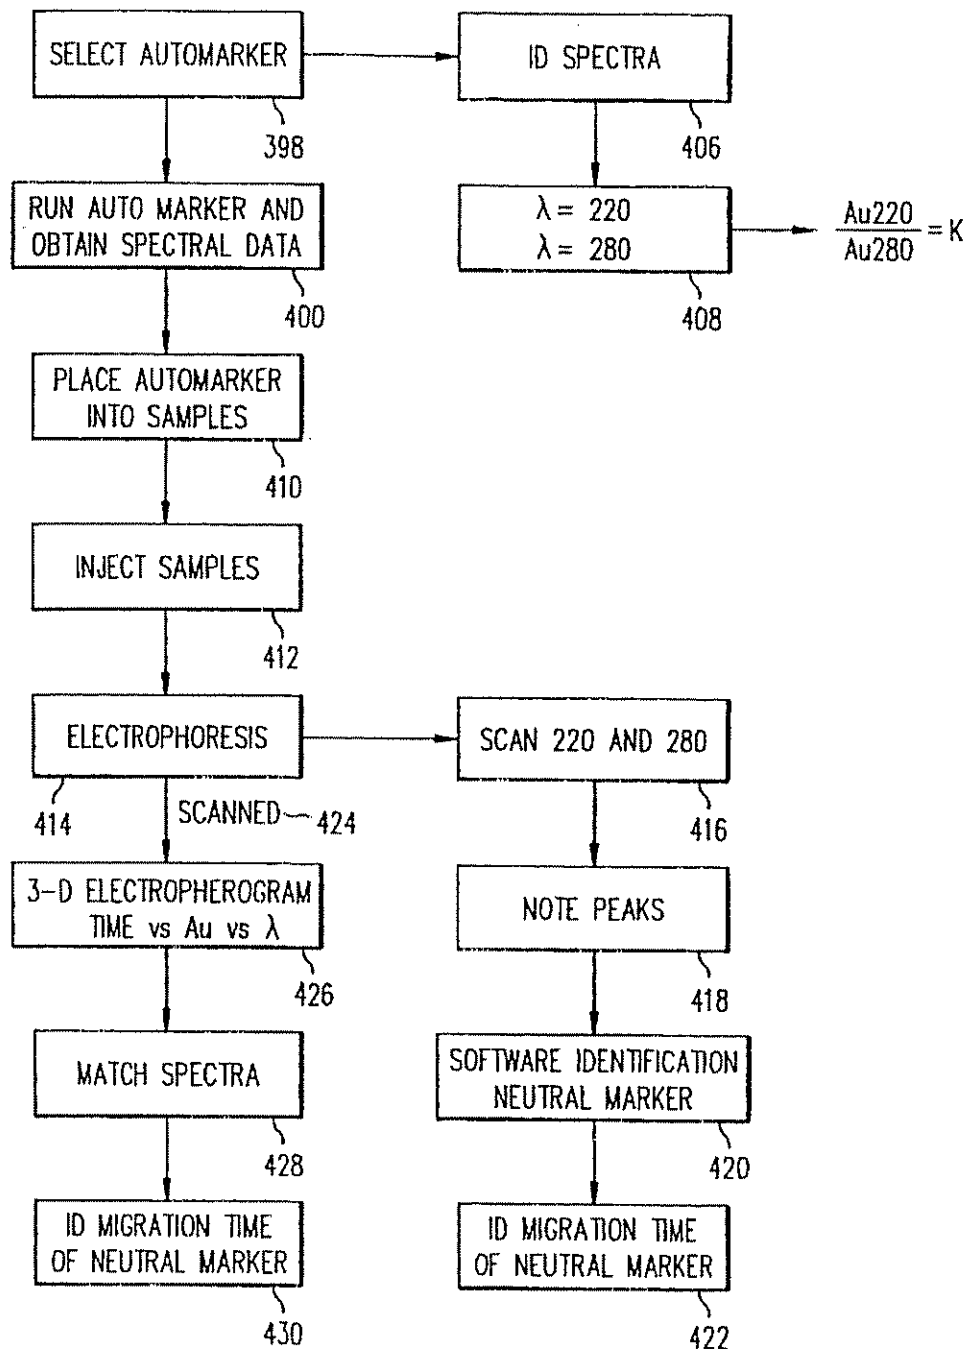 SELECT AUTOMARKER
398
ID SPECTRA
406
RUN AUTO MARKER AND
OBTAIN SPECTRAL DATA
400
λ = 220
λ = 280
408
Au220
Au280
= K
PLACE AUTOMARKER
INTO SAMPLES
410
INJECT SAMPLES
412
ELECTROPHORESIS
414
SCANNED 424
SCAN 220 AND 280
416
3-D ELECTROPHEROGRAM
TIME vs Au vs λ
426
NOTE PEAKS
418
MATCH SPECTRA
428
SOFTWARE IDENTIFICATION
NEUTRAL MARKER
420
ID MIGRATION TIME
OF NEUTRAL MARKER
430
ID MIGRATION TIME
OF NEUTRAL MARKER
422